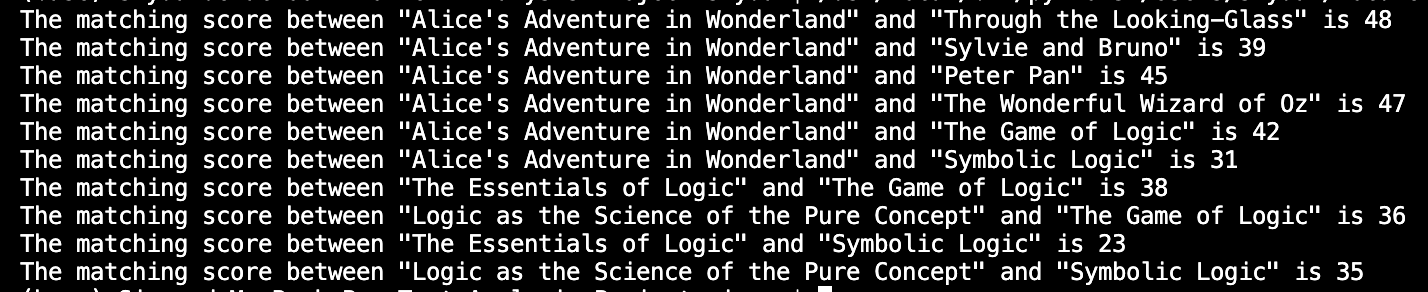 The matching score between "Alice's Adventure in Wonderland" and "Through the Looking-Glass" is 48
The matching score between "Alice's Adventure in Wonderland" and "Sylvie and Bruno" is 39
The matching score between "Alice's Adventure in Wonderland" and "Peter Pan" is 45
The matching score between "Alice's Adventure in Wonderland" and "The Wonderful Wizard of Oz" is 47
The matching score between "Alice's Adventure in Wonderland" and "The Game of Logic" is 42
The matching score between "Alice's Adventure in Wonderland" and "Symbolic Logic" is 31
The matching score between "The Essentials of Logic" and "The Game of Logic" is 38
The matching score between "Logic as the Science of the Pure Concept" and "The Game of Logic" is 36
The matching score between "The Essentials of Logic" and "Symbolic Logic" is 23
The matching score between "Logic as the Science of the Pure Concept" and "Symbolic Logic" is 35